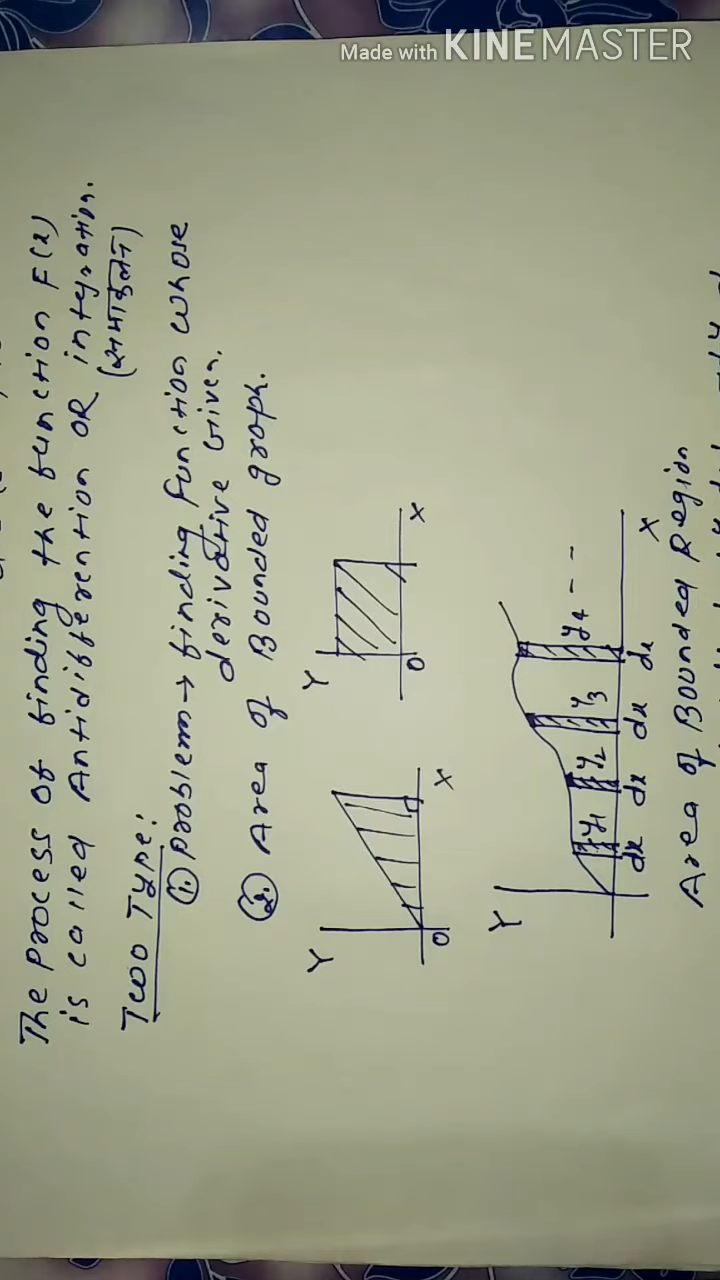 Made with KINEMASTER
The Process of finding the function F(x)
is called Antidifferention OR integration.
(समाकलन)
Two Type:
(1) Problem → finding function whose
derivative Given.
(2) Area of Bounded graph.
Y
O
X
Y
O
X
Y
y1 y2 y3 y4 - - -
dx dx dx dx
X
Area of Bounded Region